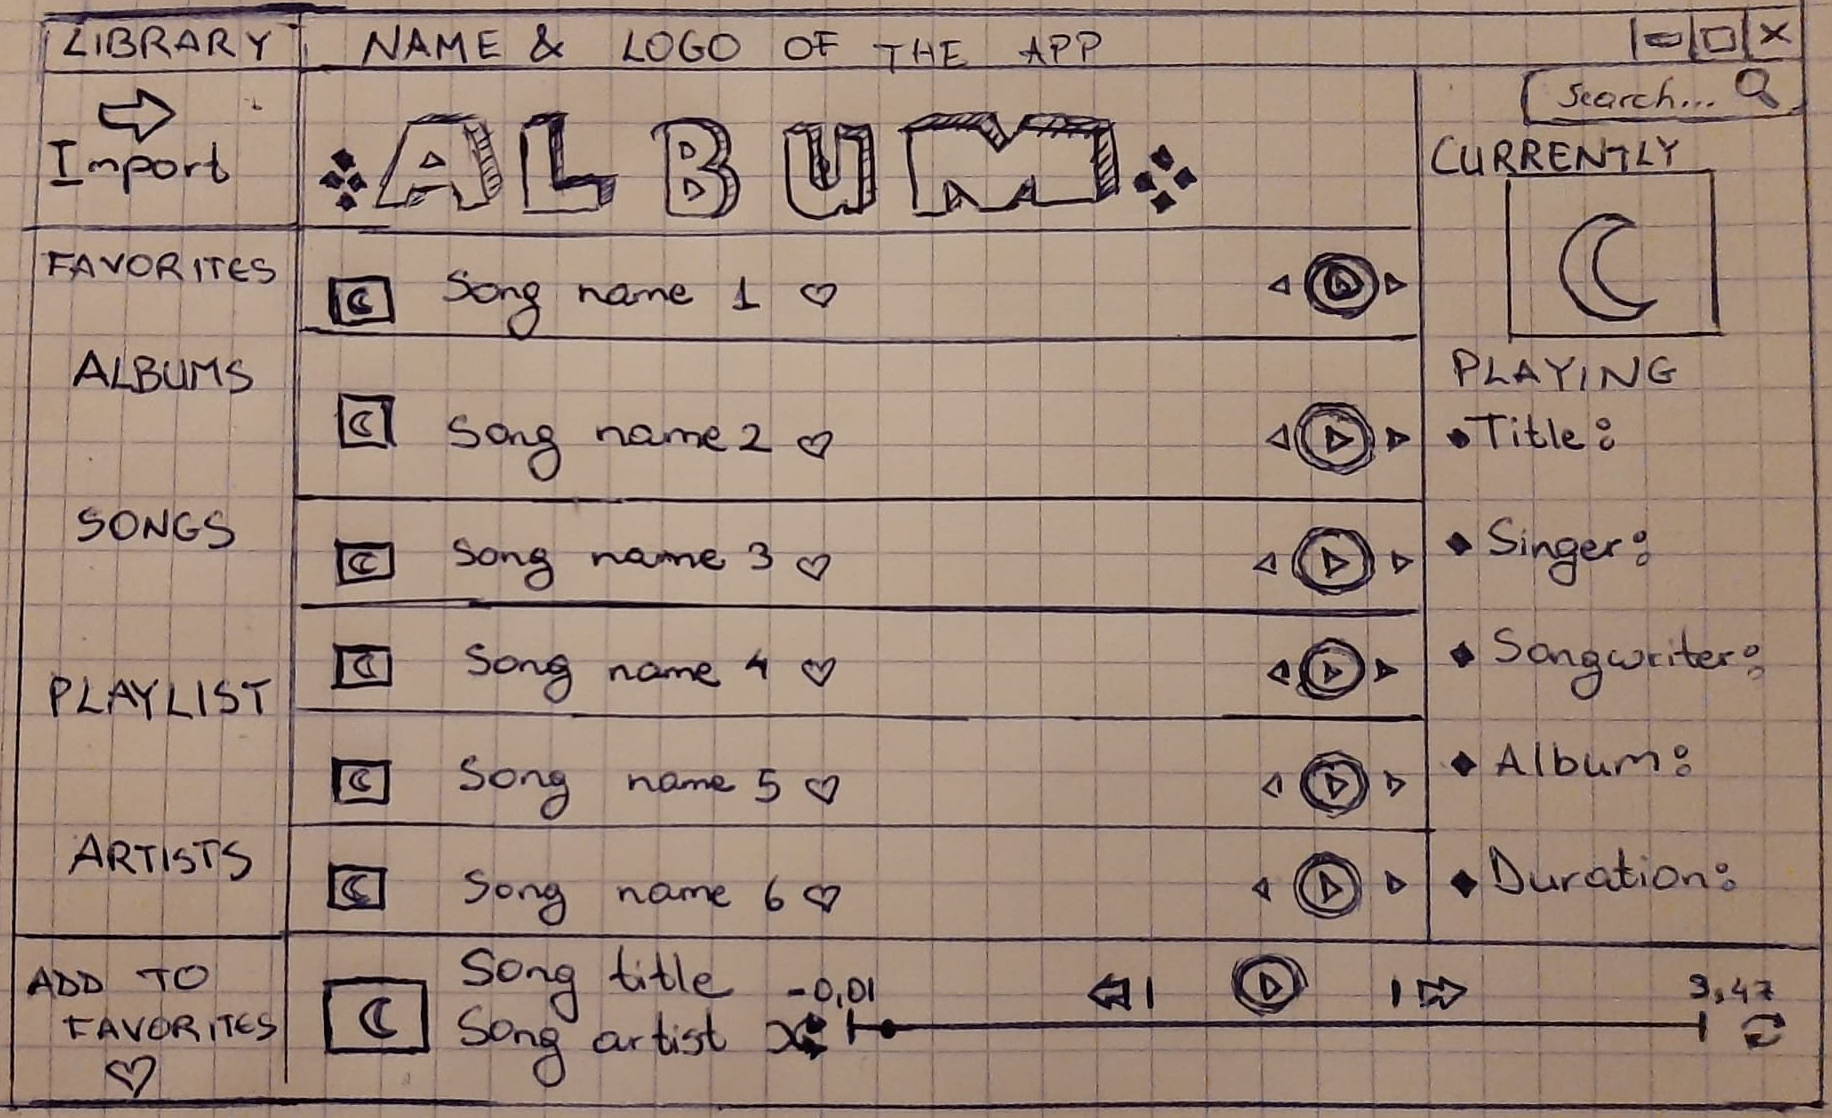 LIBRARY
NAME & LOGO OF THE APP
Search...
Import
ALBUM
CURRENTLY
FAVORITES
Song name 1
ALBUMS
PLAYING
Song name 2
Title:
SONGS
Song name 3
Singer:
Song name 4
Songwriter:
PLAYLIST
Song name 5
Album:
ARTISTS
Song name 6
Duration:
ADD TO
FAVORITES
Song title
Song artist
-0,01
3,47